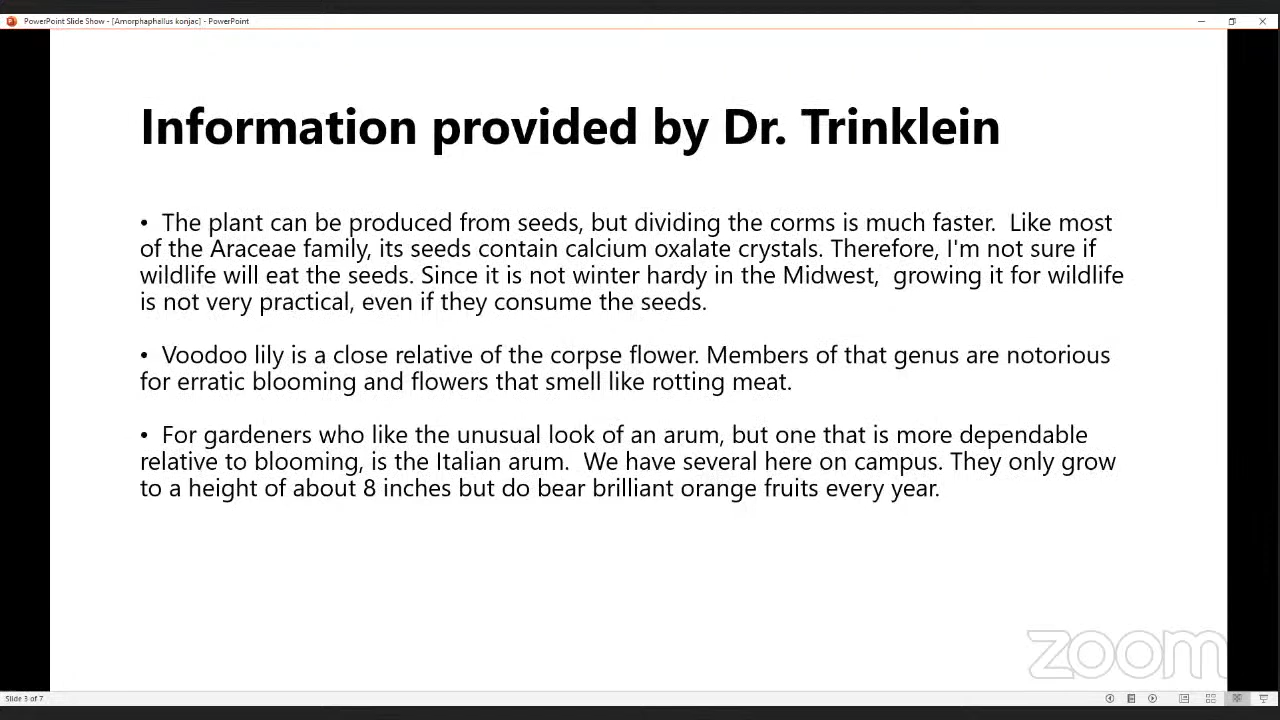 PowerPoint Slide Show - [Amorphaphallus konjac] - PowerPoint
Information provided by Dr. Trinklein
• The plant can be produced from seeds, but dividing the corms is much faster. Like most
of the Araceae family, its seeds contain calcium oxalate crystals. Therefore, I'm not sure if
wildlife will eat the seeds. Since it is not winter hardy in the Midwest, growing it for wildlife
is not very practical, even if they consume the seeds.
• Voodoo lily is a close relative of the corpse flower. Members of that genus are notorious
for erratic blooming and flowers that smell like rotting meat.
• For gardeners who like the unusual look of an arum, but one that is more dependable
relative to blooming, is the Italian arum. We have several here on campus. They only grow
to a height of about 8 inches but do bear brilliant orange fruits every year.
zoom
Slide 3 of 7